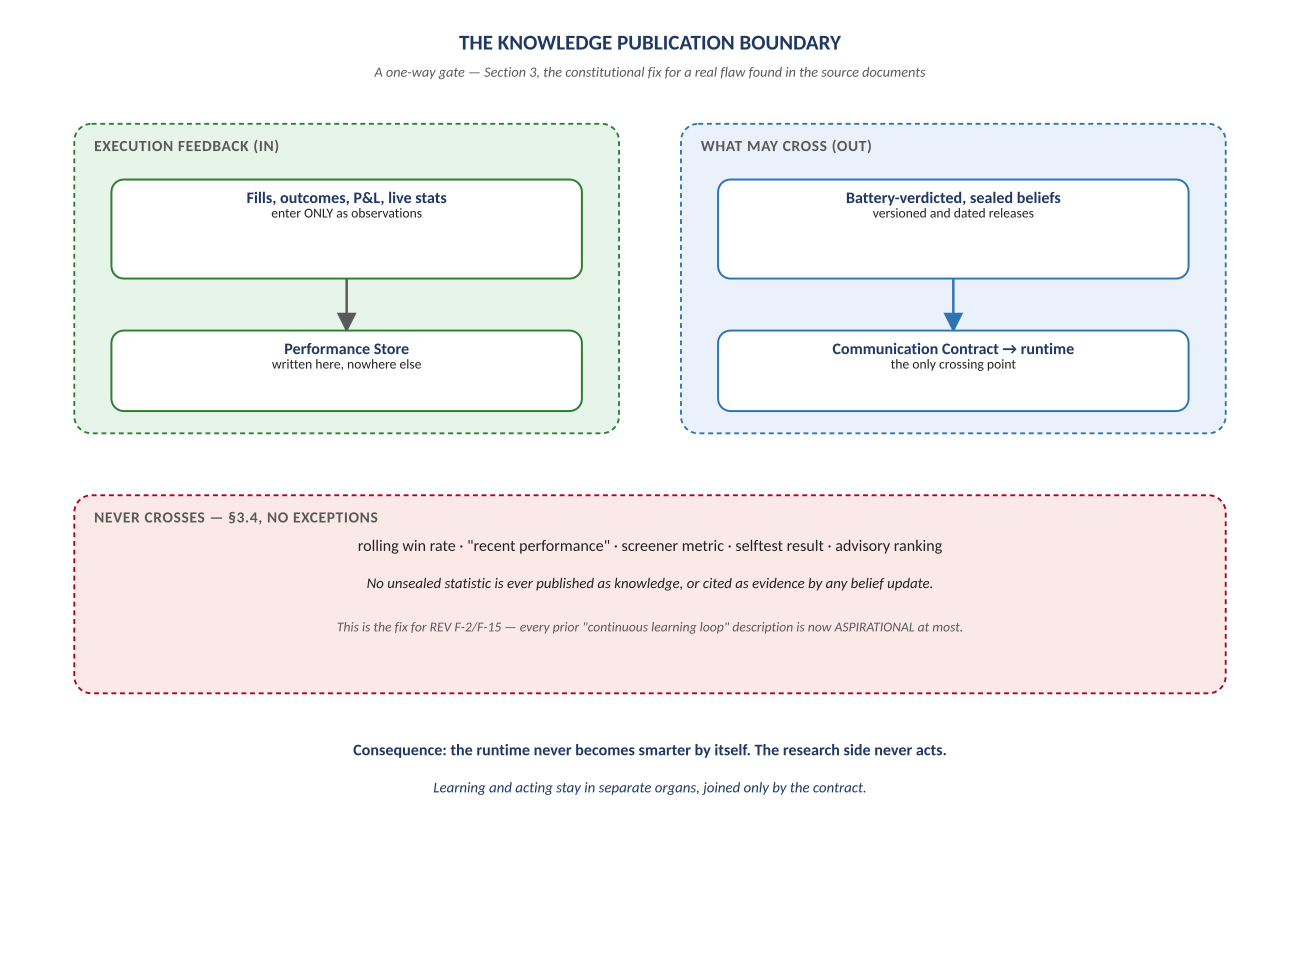 THE KNOWLEDGE PUBLICATION BOUNDARY
A one-way gate — Section 3, the constitutional fix for a real flaw found in the source documents
EXECUTION FEEDBACK (IN)
Fills, outcomes, P&L, live stats
enter ONLY as observations
Performance Store
written here, nowhere else
WHAT MAY CROSS (OUT)
Battery-verdicted, sealed beliefs
versioned and dated releases
Communication Contract → runtime
the only crossing point
NEVER CROSSES — §3.4, NO EXCEPTIONS
rolling win rate · "recent performance" · screener metric · selftest result · advisory ranking
No unsealed statistic is ever published as knowledge, or cited as evidence by any belief update.
This is the fix for REV F-2/F-15 — every prior "continuous learning loop" description is now ASPIRATIONAL at most.
Consequence: the runtime never becomes smarter by itself. The research side never acts.
Learning and acting stay in separate organs, joined only by the contract.